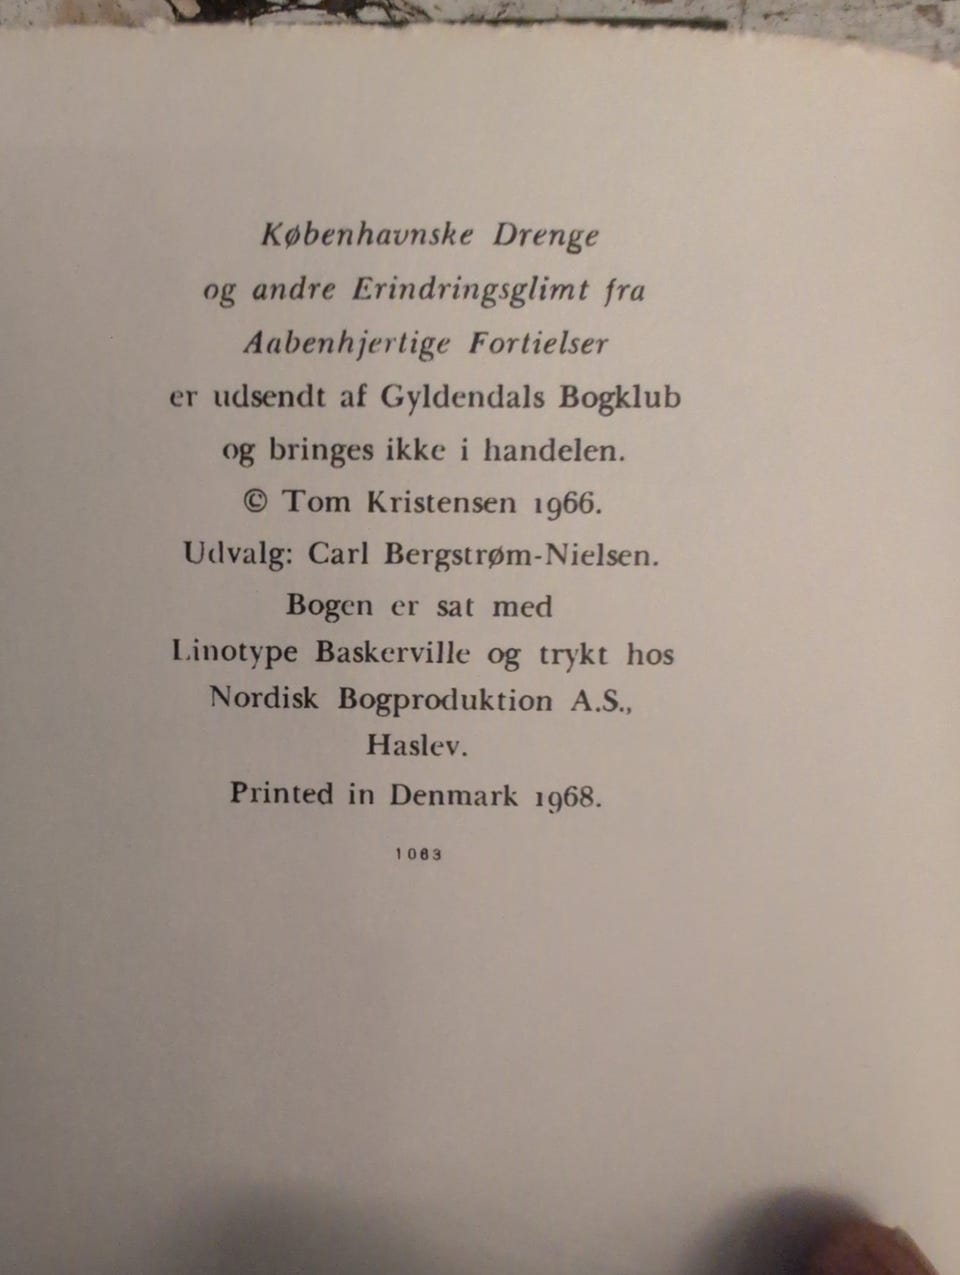 Københavnske Drenge
og andre Erindringsglimt fra
Aabenhjertige Fortielser
er udsendt af Gyldendals Bogklub
og bringes ikke i handelen.
© Tom Kristensen 1966.
Udvalg: Carl Bergstrøm-Nielsen.
Bogen er sat med
Linotype Baskerville og trykt hos
Nordisk Bogproduktion A.S.,
Haslev.
Printed in Denmark 1968.
1063